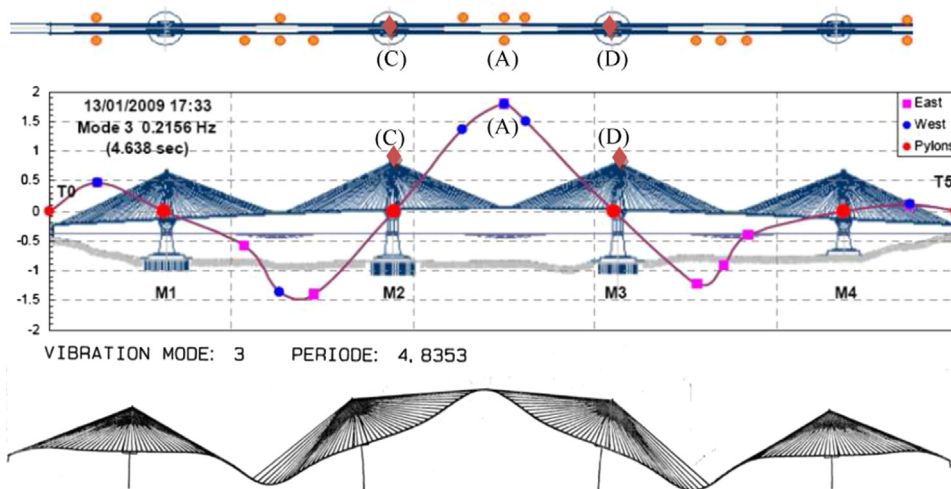 (C) (A) (D)
2
1.5
1
0.5
0
-0.5
-1
-1.5
-2
13/01/2009 17:33
Mode 3 0.2156 Hz
(4.638 sec)
(C)
(A)
(D)
East
West
Pylons
T0
T5
M1 M2 M3 M4
VIBRATION MODE: 3 PERIODE: 4,8353